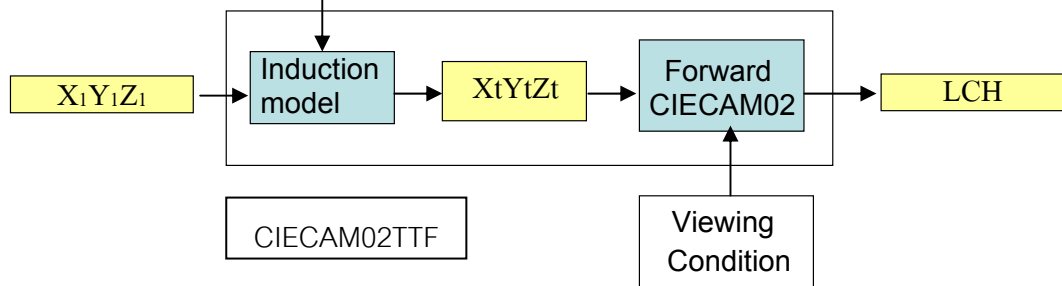 X₁Y₁Z₁
Induction
model
XtYtZt
Forward
CIECAM02
LCH
CIECAM02TTF
Viewing
Condition